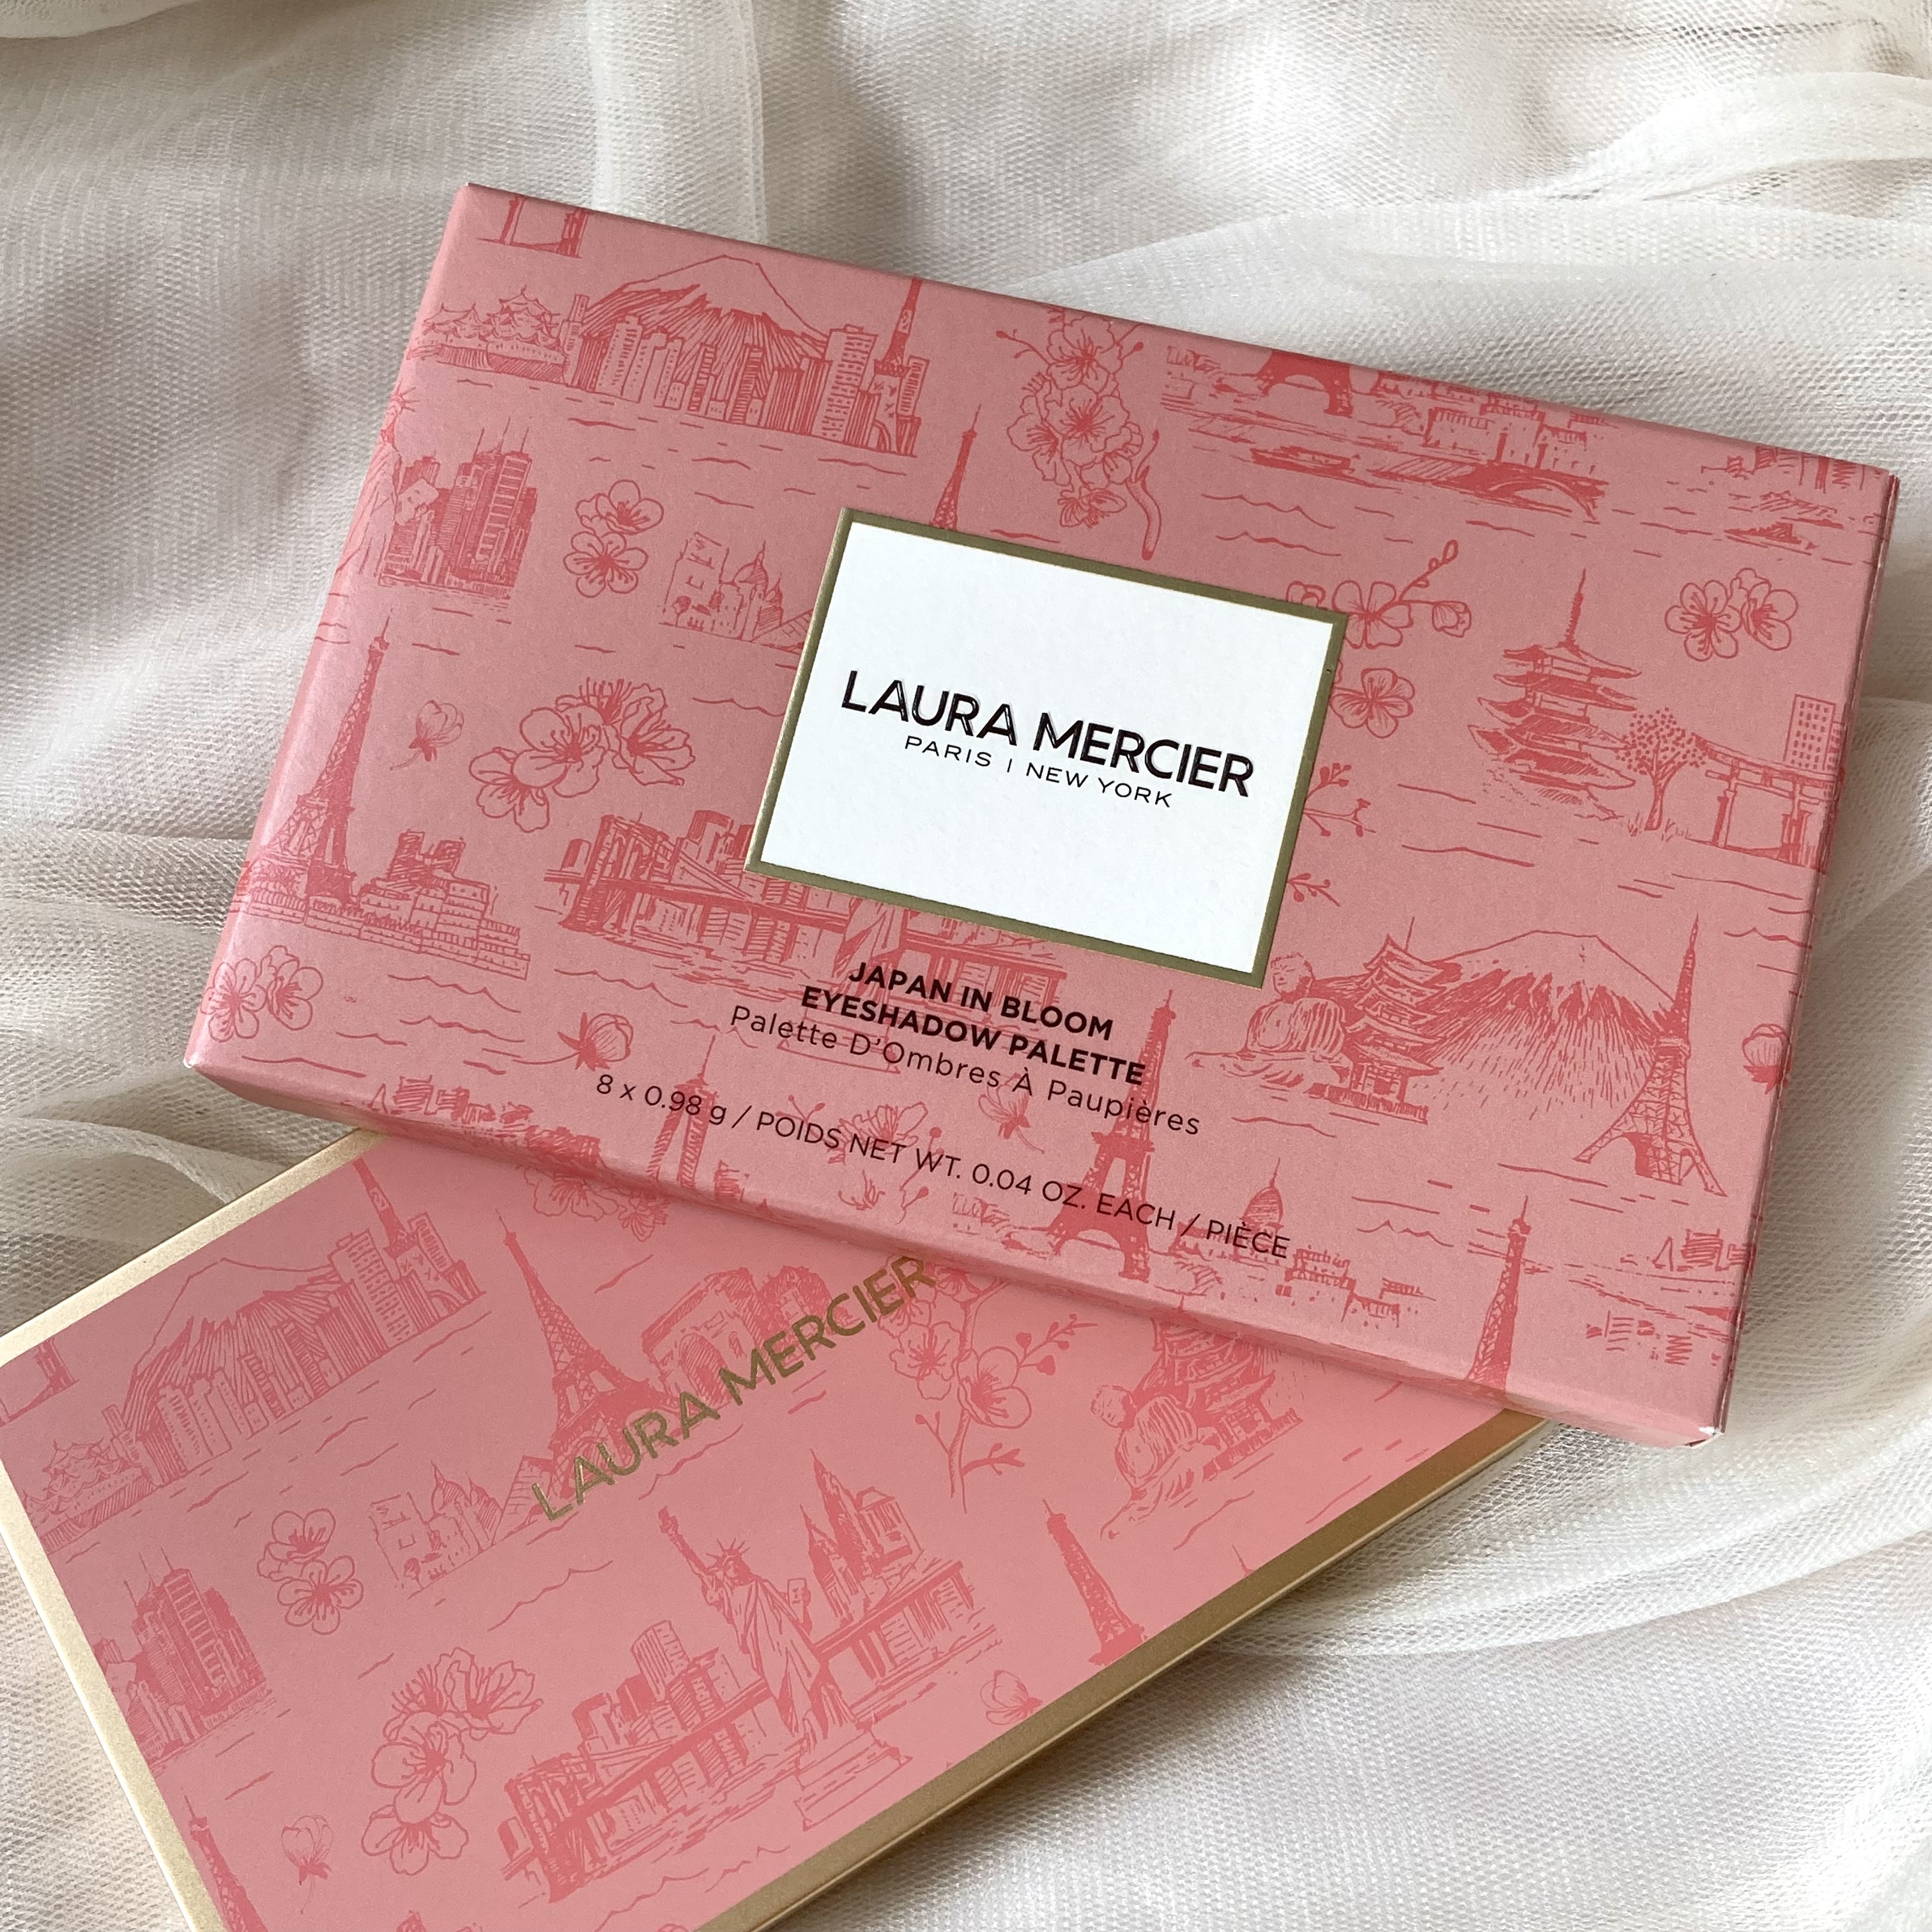 LAURA MERCIER
PARIS | NEW YORK
JAPAN IN BLOOM
EYESHADOW PALETTE
Palette D'Ombres À Paupières
8 x 0.98 g / POIDS NET WT. 0.04 OZ. EACH / PIÈCE
LAURA MERCIER